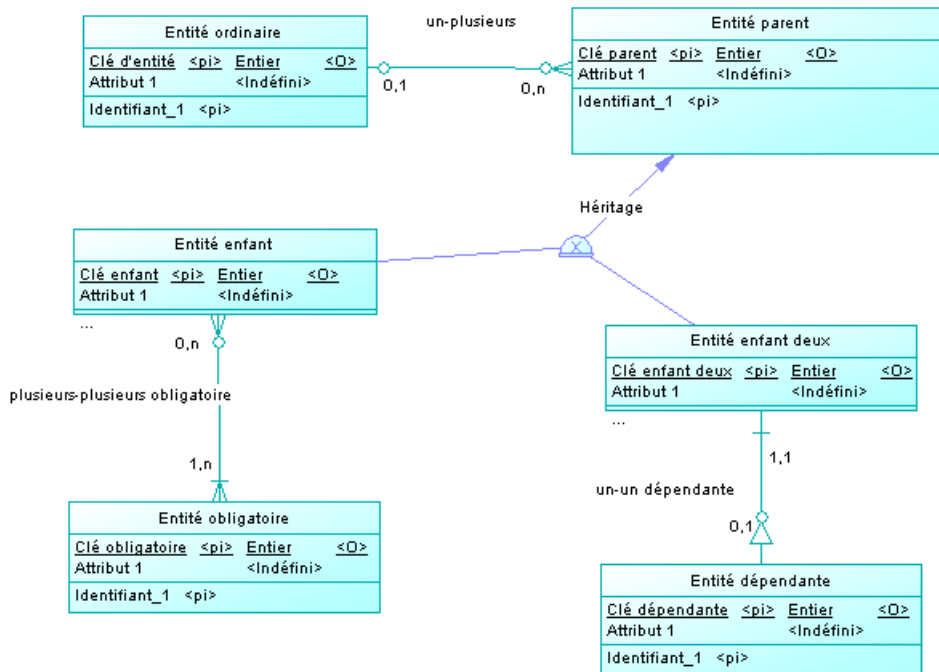 un-plusieurs
Entité ordinaire
Clé d'entité <pi> Entier <O>
Attribut 1 <Indéfini>
Identifiant_1 <pi>
0,1
0,n
Entité parent
Clé parent <pi> Entier <O>
Attribut 1 <Indéfini>
Identifiant_1 <pi>
Héritage
Entité enfant
Clé enfant <pi> Entier <O>
Attribut 1 <Indéfini>
...
0,n
plusieurs-plusieurs obligatoire
1,n
Entité obligatoire
Clé obligatoire <pi> Entier <O>
Attribut 1 <Indéfini>
Identifiant_1 <pi>
Entité enfant deux
Clé enfant deux <pi> Entier <O>
Attribut 1 <Indéfini>
...
1,1
un-un dépendante
0,1
Entité dépendante
Clé dépendante <pi> Entier <O>
Attribut 1 <Indéfini>
Identifiant_1 <pi>